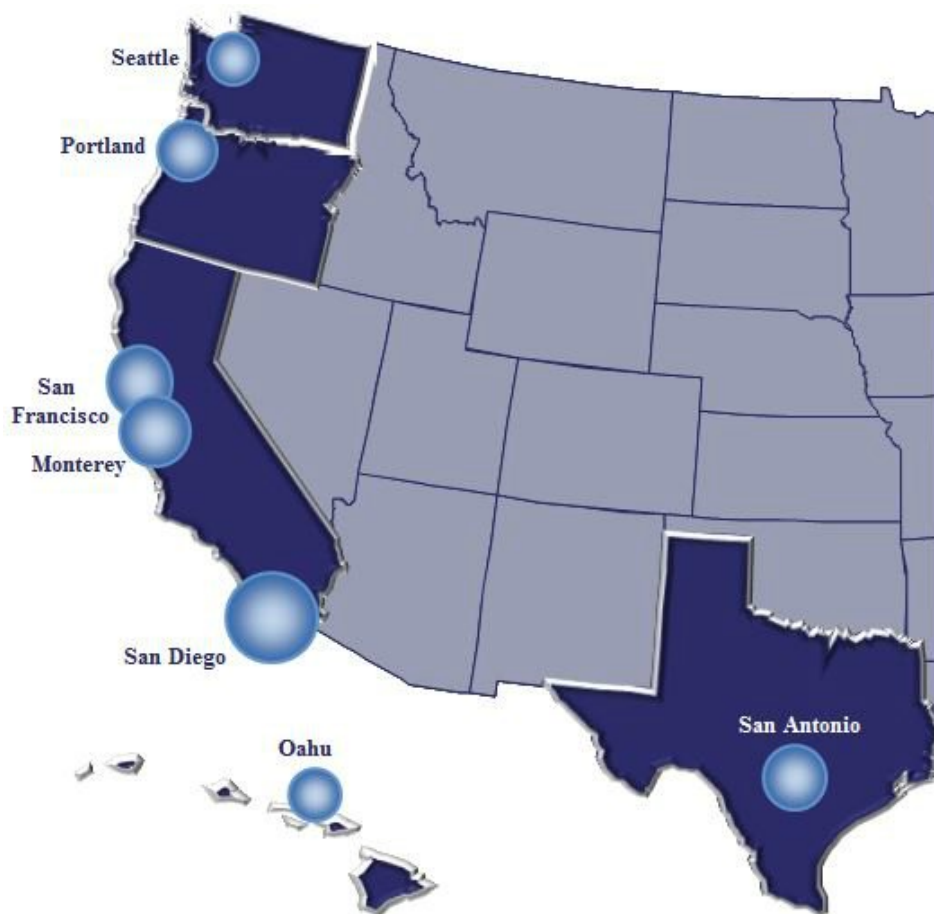 Seattle
Portland
San
Francisco
Monterey
San Diego
Oahu
San Antonio